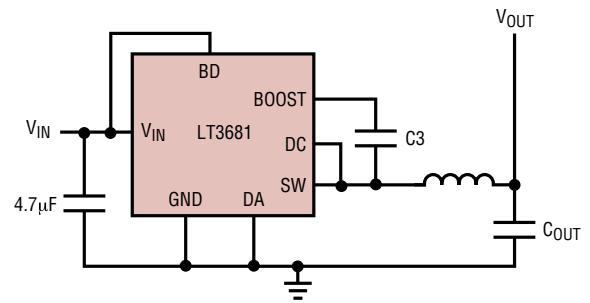 VOUT
BD
BOOST
VIN
VIN
LT3681
C3
DC
SW
4.7µF
GND
DA
COUT